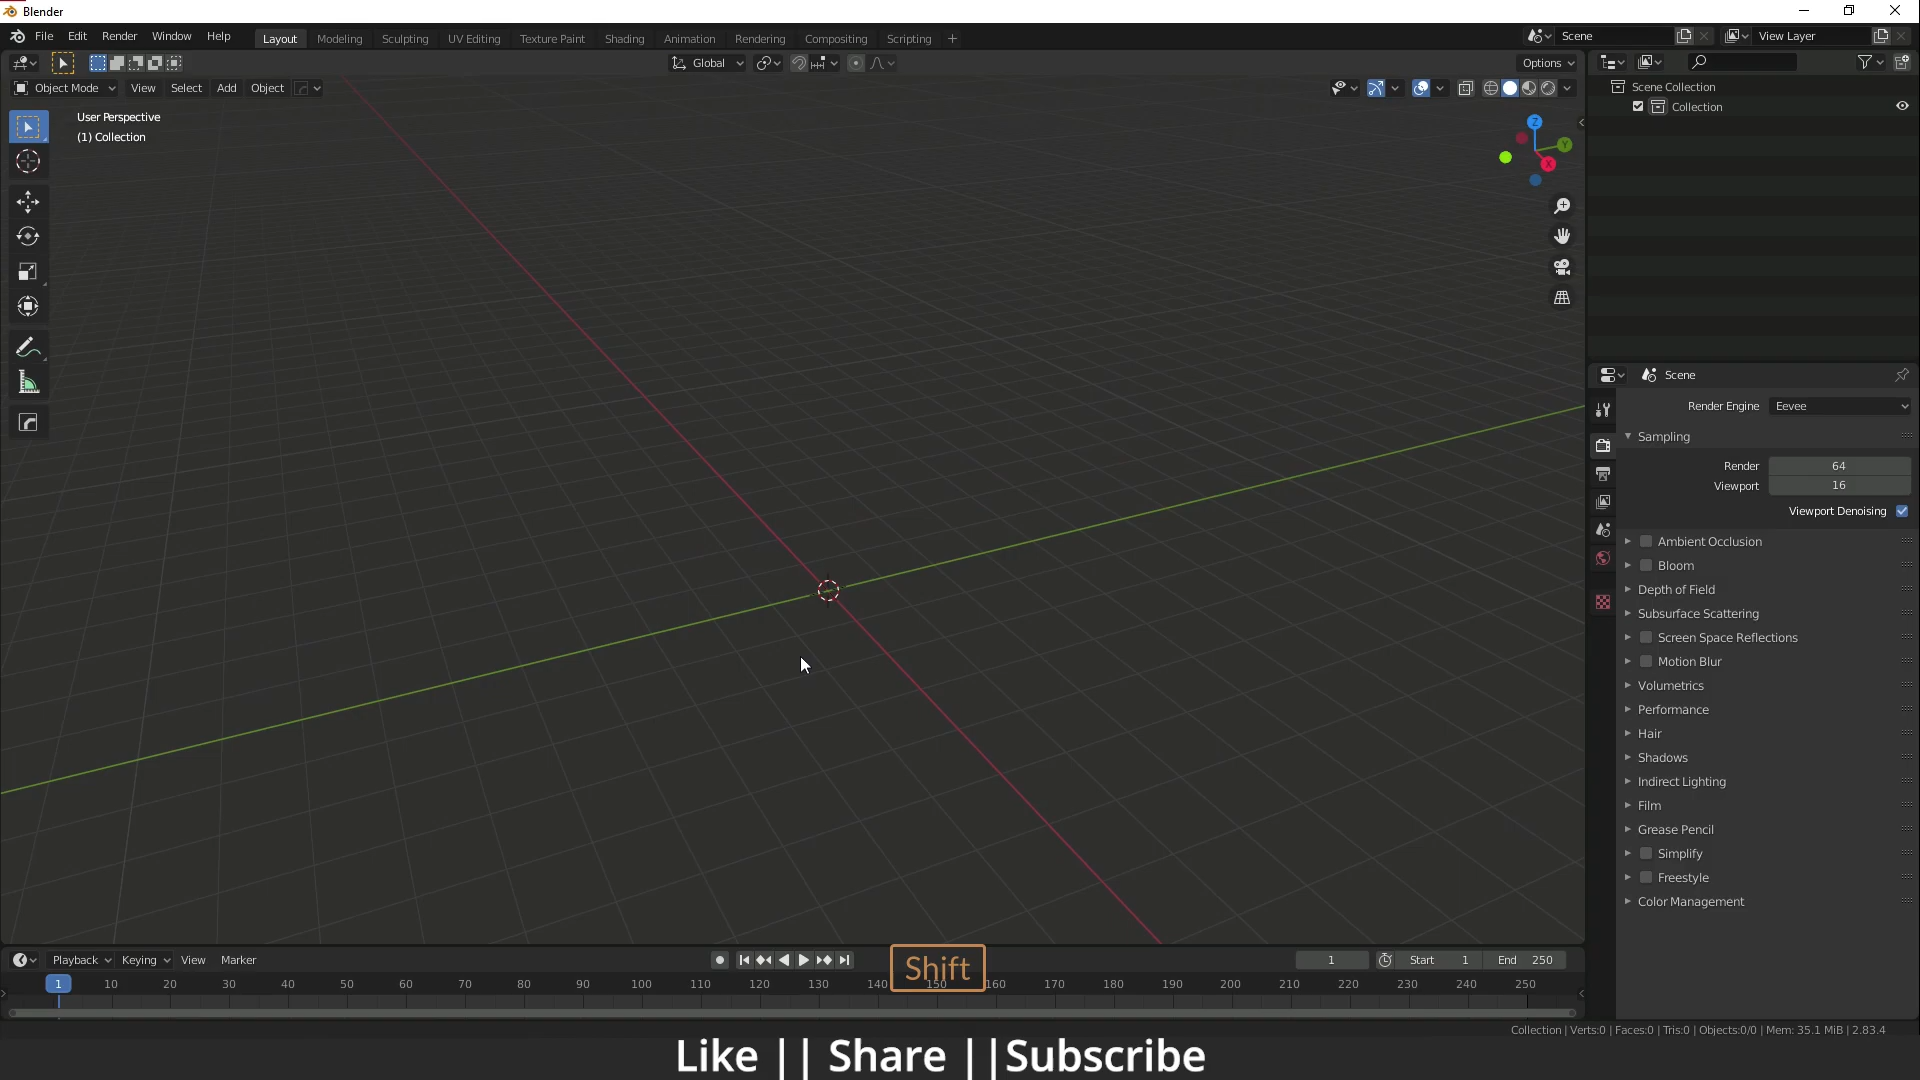 Blender
File Edit Render Window Help Layout Modeling Sculpting UV Editing Texture Paint Shading Animation Rendering Compositing Scripting + Scene View Layer
Global Options
Object Mode View Select Add Object
User Perspective
(1) Collection
Z
Y
X
Scene Collection
Collection
Scene
Render Engine Eevee
Sampling
Render 64
Viewport 16
Viewport Denoising
Ambient Occlusion
Bloom
Depth of Field
Subsurface Scattering
Screen Space Reflections
Motion Blur
Volumetrics
Performance
Hair
Shadows
Indirect Lighting
Film
Grease Pencil
Simplify
Freestyle
Color Management
Playback Keying View Marker 1 Start 1 End 250
Shift
1 10 20 30 40 50 60 70 80 90 100 110 120 130 140 150 160 170 180 190 200 210 220 230 240 250
Collection | Verts:0 | Faces:0 | Tris:0 | Objects:0/0 | Mem: 35.1 MiB | 2.83.4
Like || Share ||Subscribe